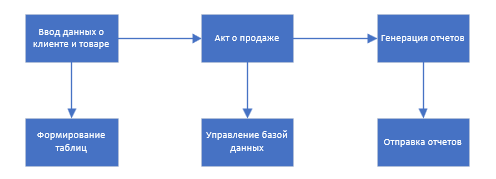 Ввод данных о
клиенте и товаре
Акт о продаже
Генерация отчетов
Формирование
таблиц
Управление базой
данных
Отправка отчетов